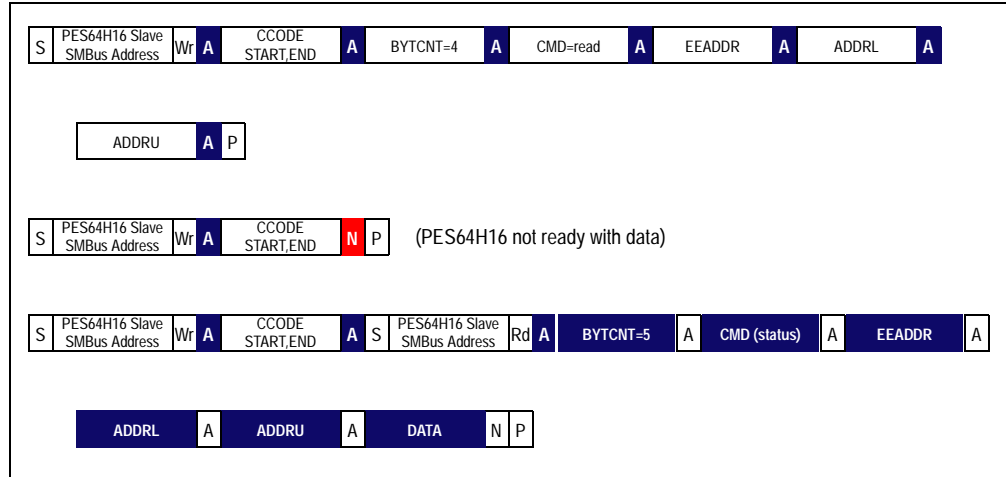 S PES64H16 Slave SMBus Address Wr A CCODE START,END A BYTCNT=4 A CMD=read A EEADDR A ADDRL A
ADDRU A P
S PES64H16 Slave SMBus Address Wr A CCODE START,END N P (PES64H16 not ready with data)
S PES64H16 Slave SMBus Address Wr A CCODE START,END A S PES64H16 Slave SMBus Address Rd A BYTCNT=5 A CMD (status) A EEADDR A
ADDRL A ADDRU A DATA N P